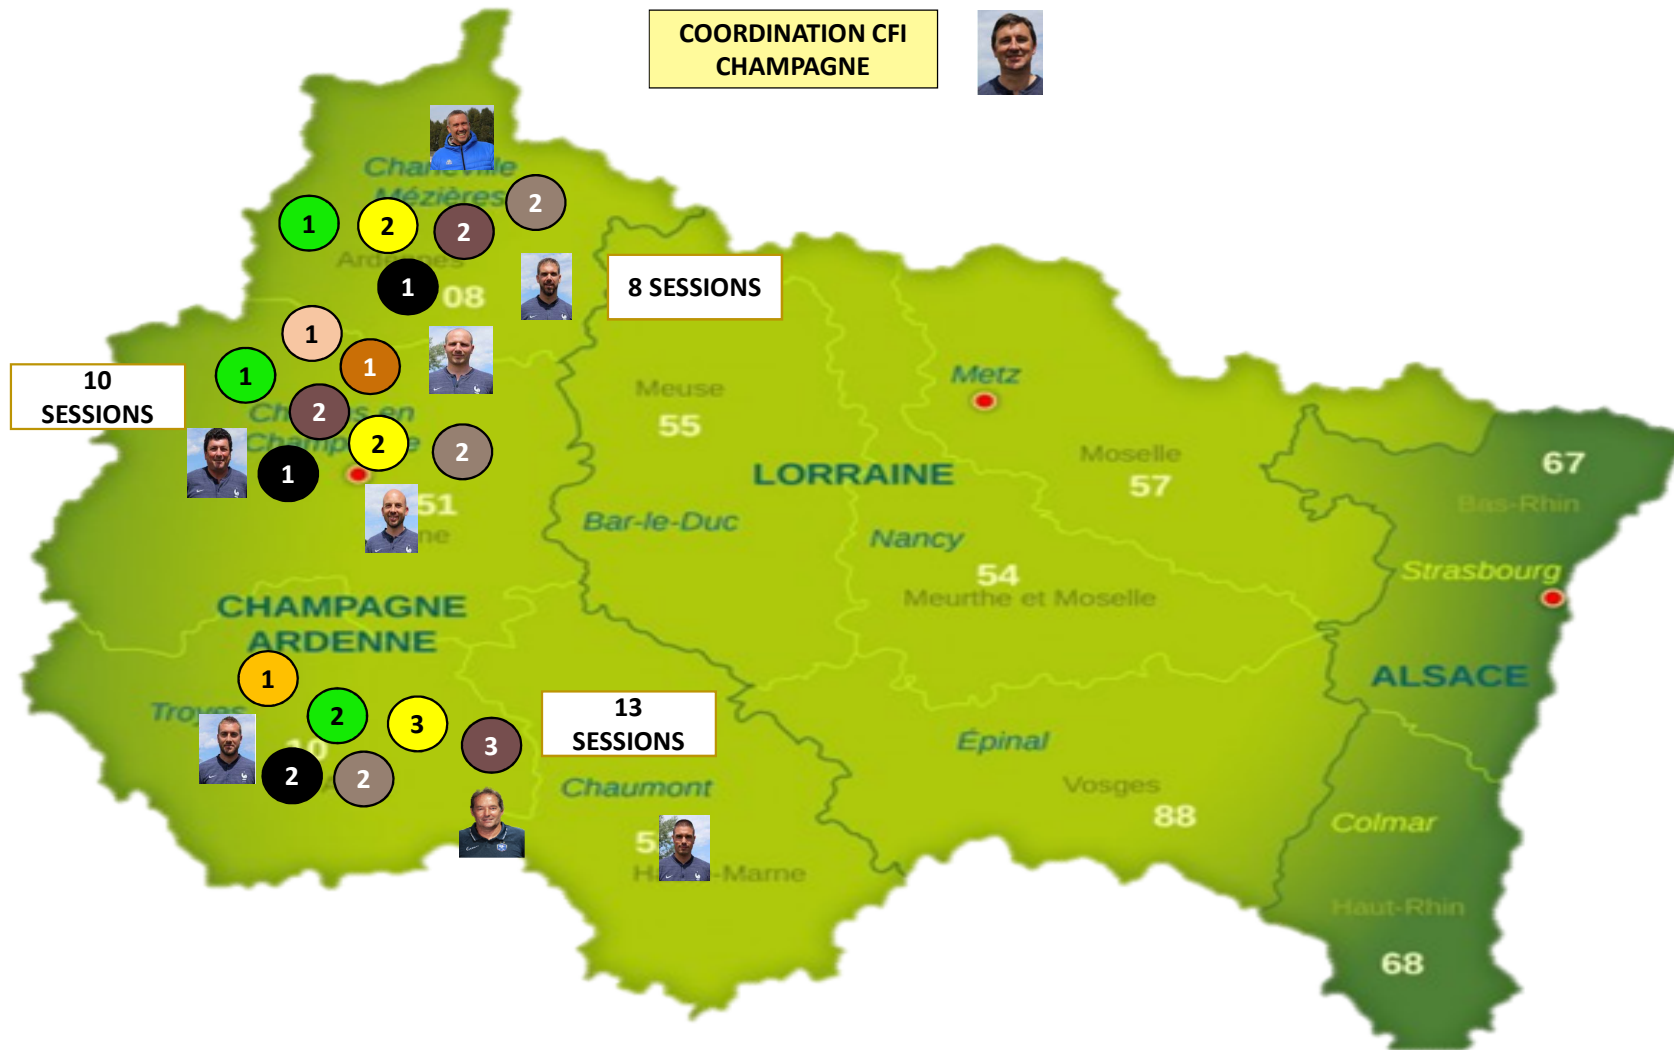 COORDINATION CFI
CHAMPAGNE
Mézières
1
2
2
2
Ardennes
1
08
8 SESSIONS
1
1
1
10
SESSIONS
2
2
2
1
51
Meuse
55
Metz
LORRAINE
Moselle
57
67
Bas-Rhin
Bar-le-Duc
Nancy
54
Meurthe et Moselle
Strasbourg
CHAMPAGNE
ARDENNE
ALSACE
1
Troyes
2
3
3
13
SESSIONS
10
2
2
Épinal
Chaumont
Vosges
88
Colmar
Haut-Rhin
68